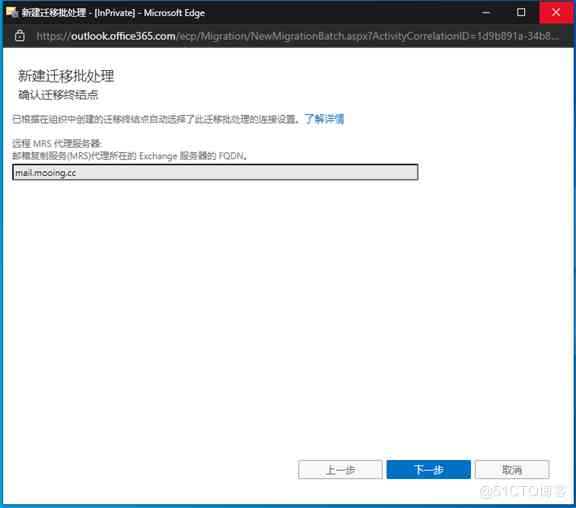 新建迁移批处理 - [InPrivate] - Microsoft Edge
https://outlook.office365.com/ecp/Migration/NewMigrationBatch.aspx?ActivityCorrelationID=1d9b891a-34b8...
新建迁移批处理
确认迁移终结点
已根据在组织中创建的迁移终结点自动选择了此迁移批处理的连接设置。了解详情
远程 MRS 代理服务器:
邮箱复制服务(MRS)代理所在的 Exchange 服务器的 FQDN。
mail.mooing.cc
上一步 下一步 取消
@51CTO博客